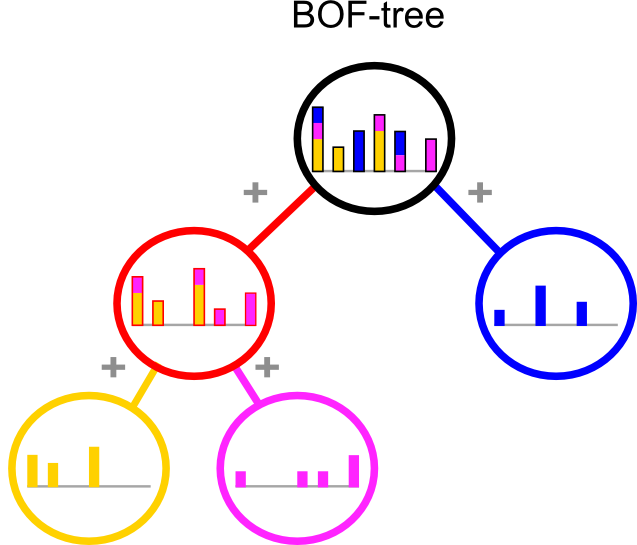 BOF-tree
+ +
+ +